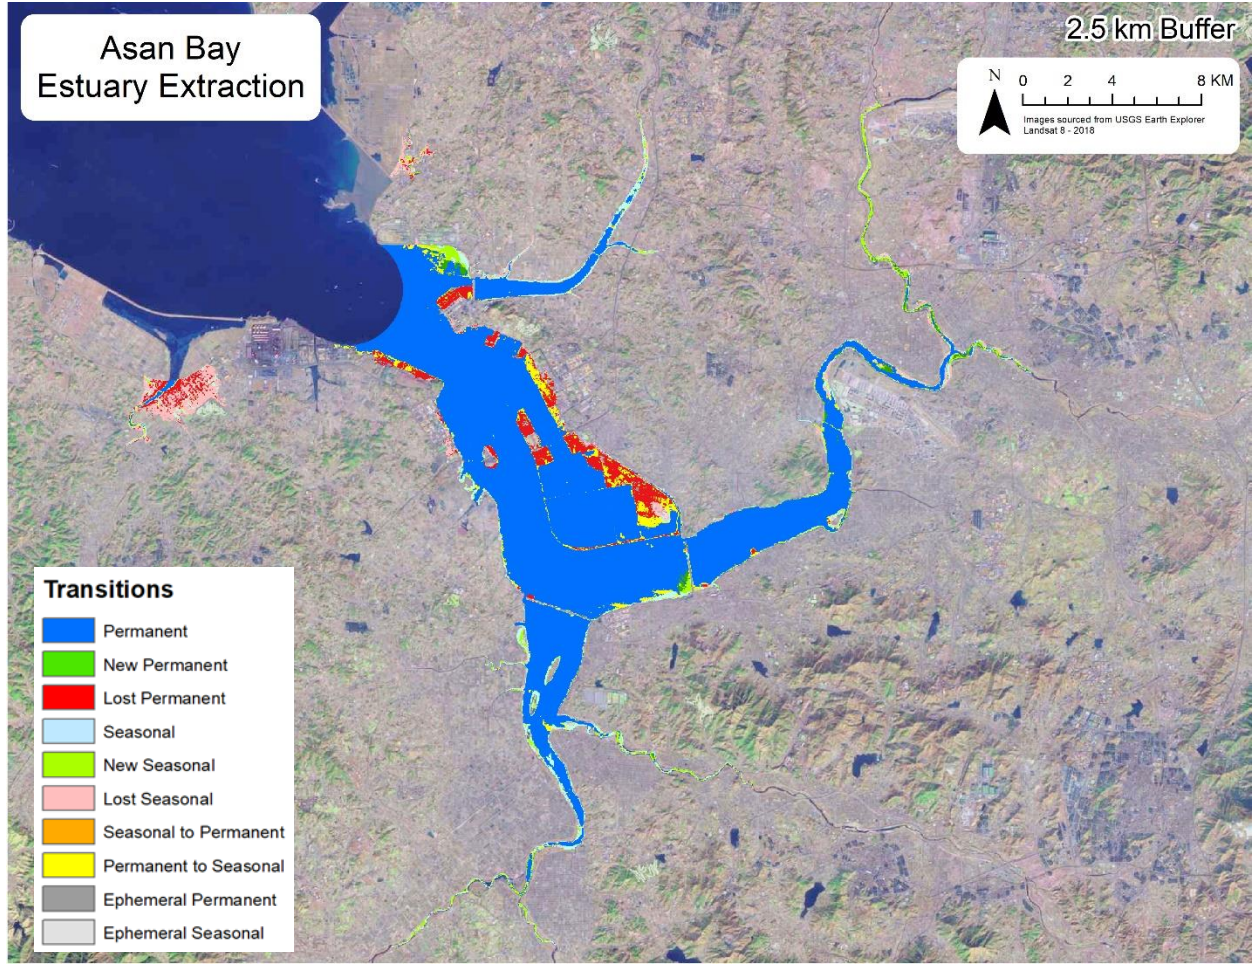 Asan Bay
Estuary Extraction
2.5 km Buffer
N
0 2 4 8 KM
Images sourced from USGS Earth Explorer
Landsat 8 - 2018
Transitions
Permanent
New Permanent
Lost Permanent
Seasonal
New Seasonal
Lost Seasonal
Seasonal to Permanent
Permanent to Seasonal
Ephemeral Permanent
Ephemeral Seasonal